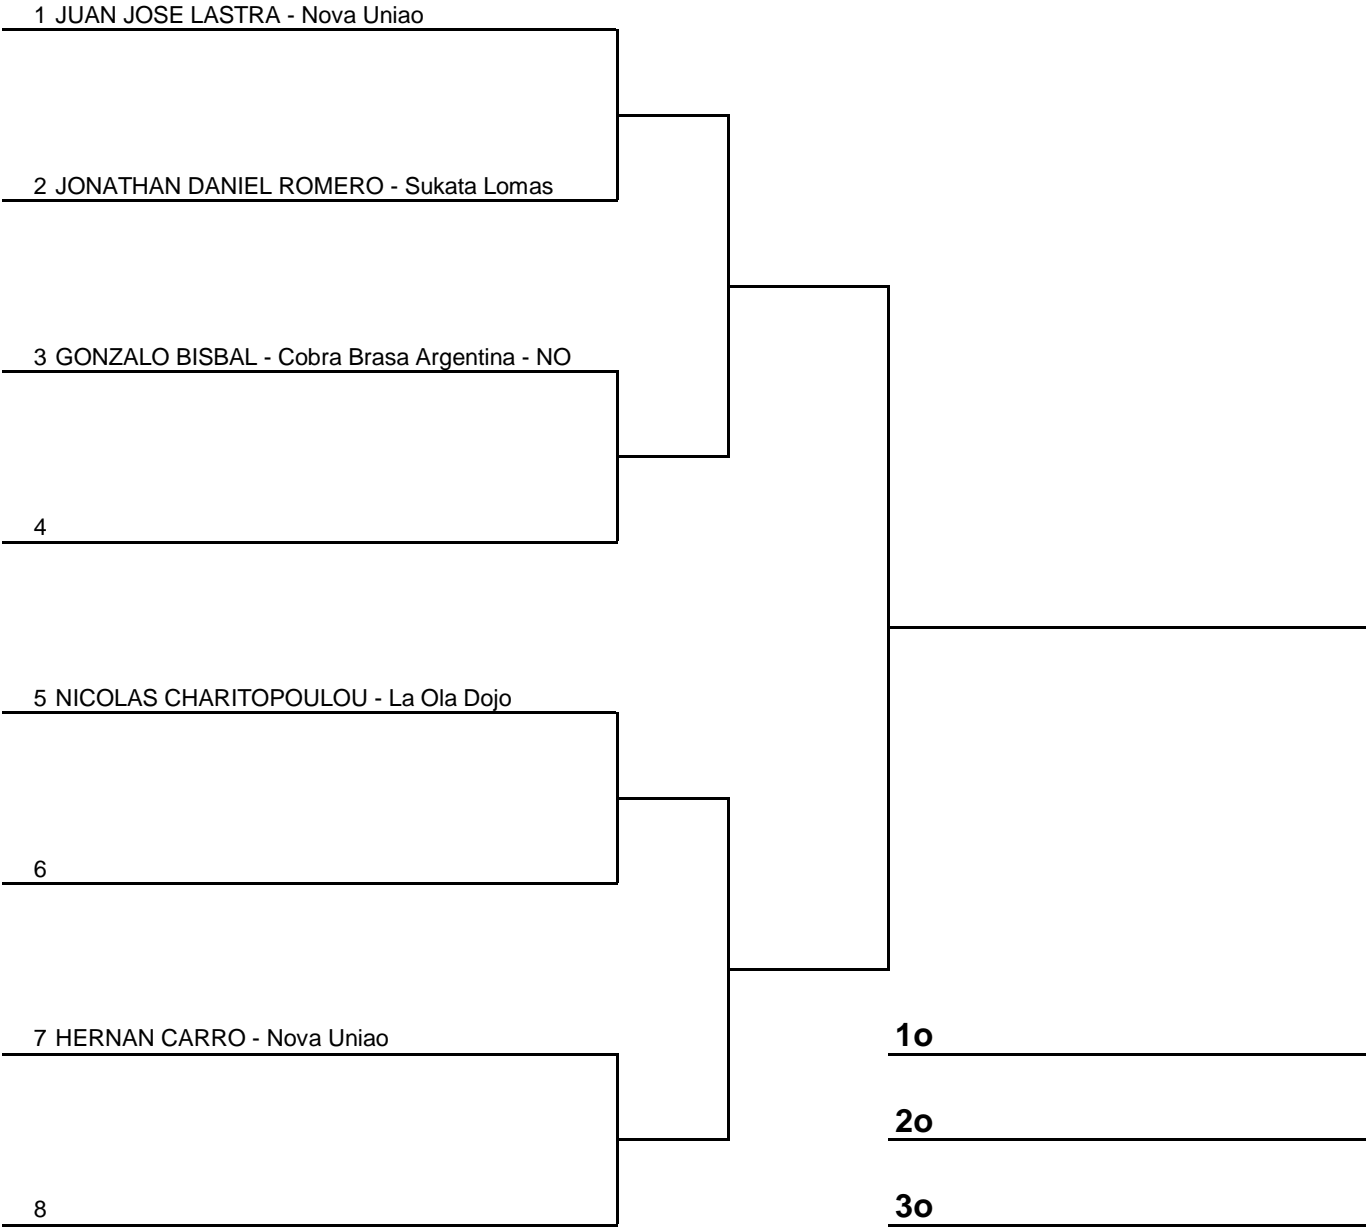 1 JUAN JOSE LASTRA - Nova Uniao
2 JONATHAN DANIEL ROMERO - Sukata Lomas
3 GONZALO BISBAL - Cobra Brasa Argentina - NO
4
5 NICOLAS CHARITOPOULOU - La Ola Dojo
6
7 HERNAN CARRO - Nova Uniao
1o
2o
8
3o